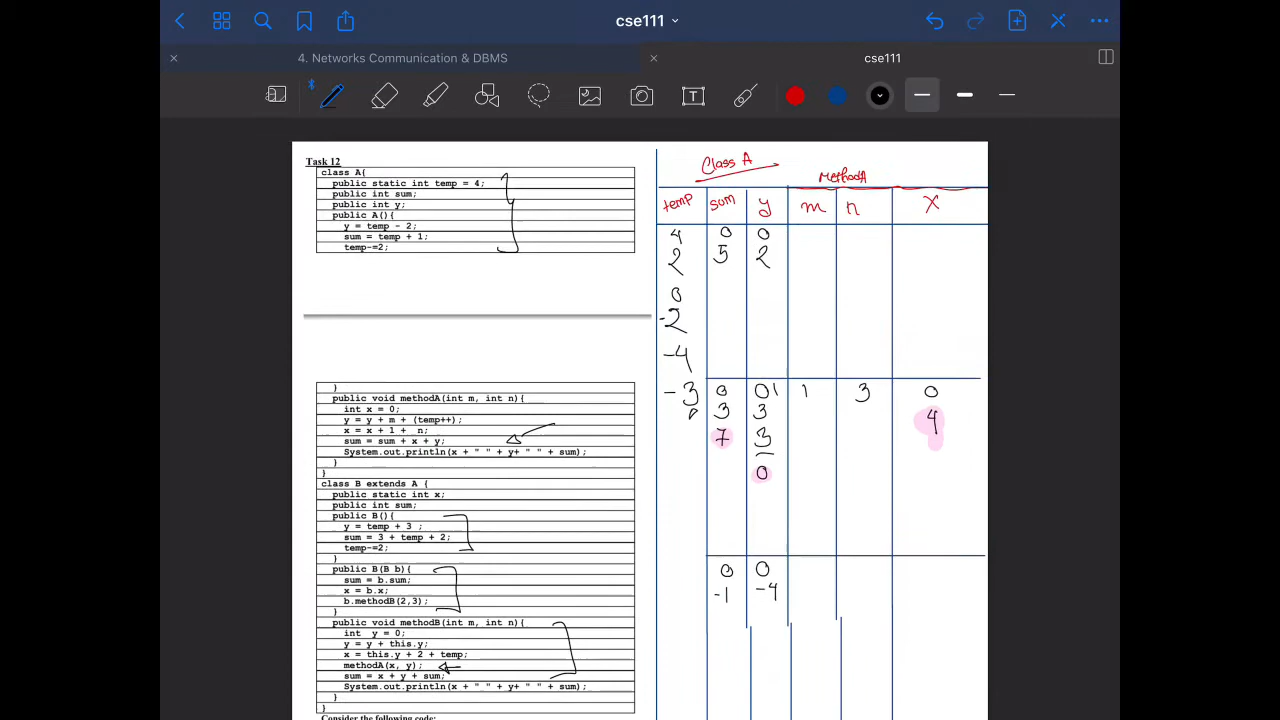 cse111
4. Networks Communication & DBMS
cse111
T
Task 12
class A{
public static int temp = 4;
public int sum;
public int y;
public A(){
y = temp - 2;
sum = temp + 1;
temp-=2;
}
public void methodA(int m, int n){
int x = 0;
y = y + m + (temp++);
x = x + 1 + n;
sum = sum + x + y;
System.out.println(x + " " + y+ " " + sum);
}
}
class B extends A {
public static int x;
public int sum;
public B(){
y = temp + 3 ;
sum = 3 + temp + 2;
temp-=2;
}
public B(B b){
sum = b.sum;
x = b.x;
b.methodB(2,3);
}
public void methodB(int m, int n){
int y = 0;
y = y + this.y;
x = this.y + 2 + temp;
methodA(x, y);
sum = x + y + sum;
System.out.println(x + " " + y+ " " + sum);
}
}
Consider the following code:
Class A
MethodA
temp sum y m n x
4 0 0
2 5 2
0
-2
-4
-3 0 0 1 1 3 0
3 3 4
7 3
0
0 0
-1 -4